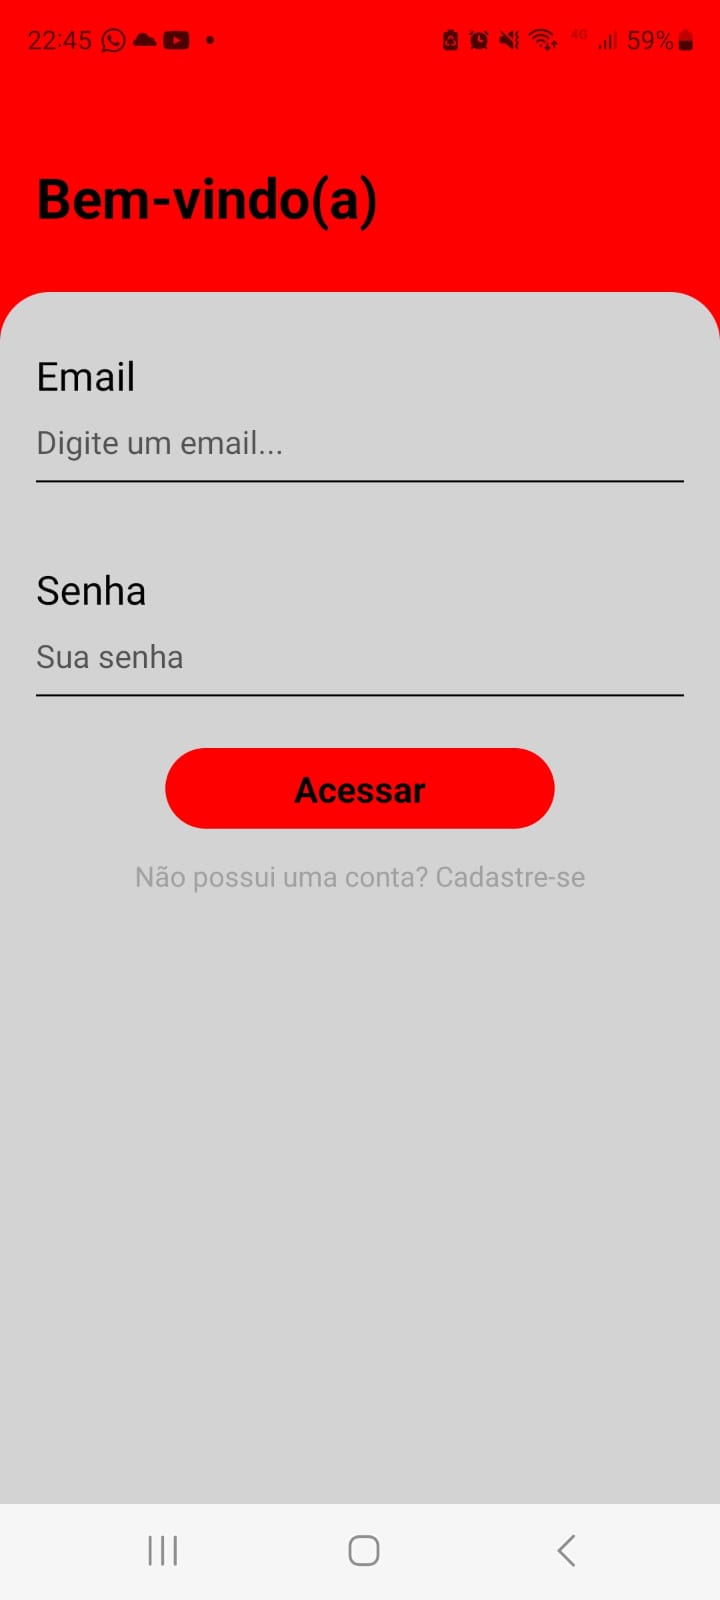 22:45 4G 59%
Bem-vindo(a)
Email
Digite um email...
Senha
Sua senha
Acessar
Não possui uma conta? Cadastre-se